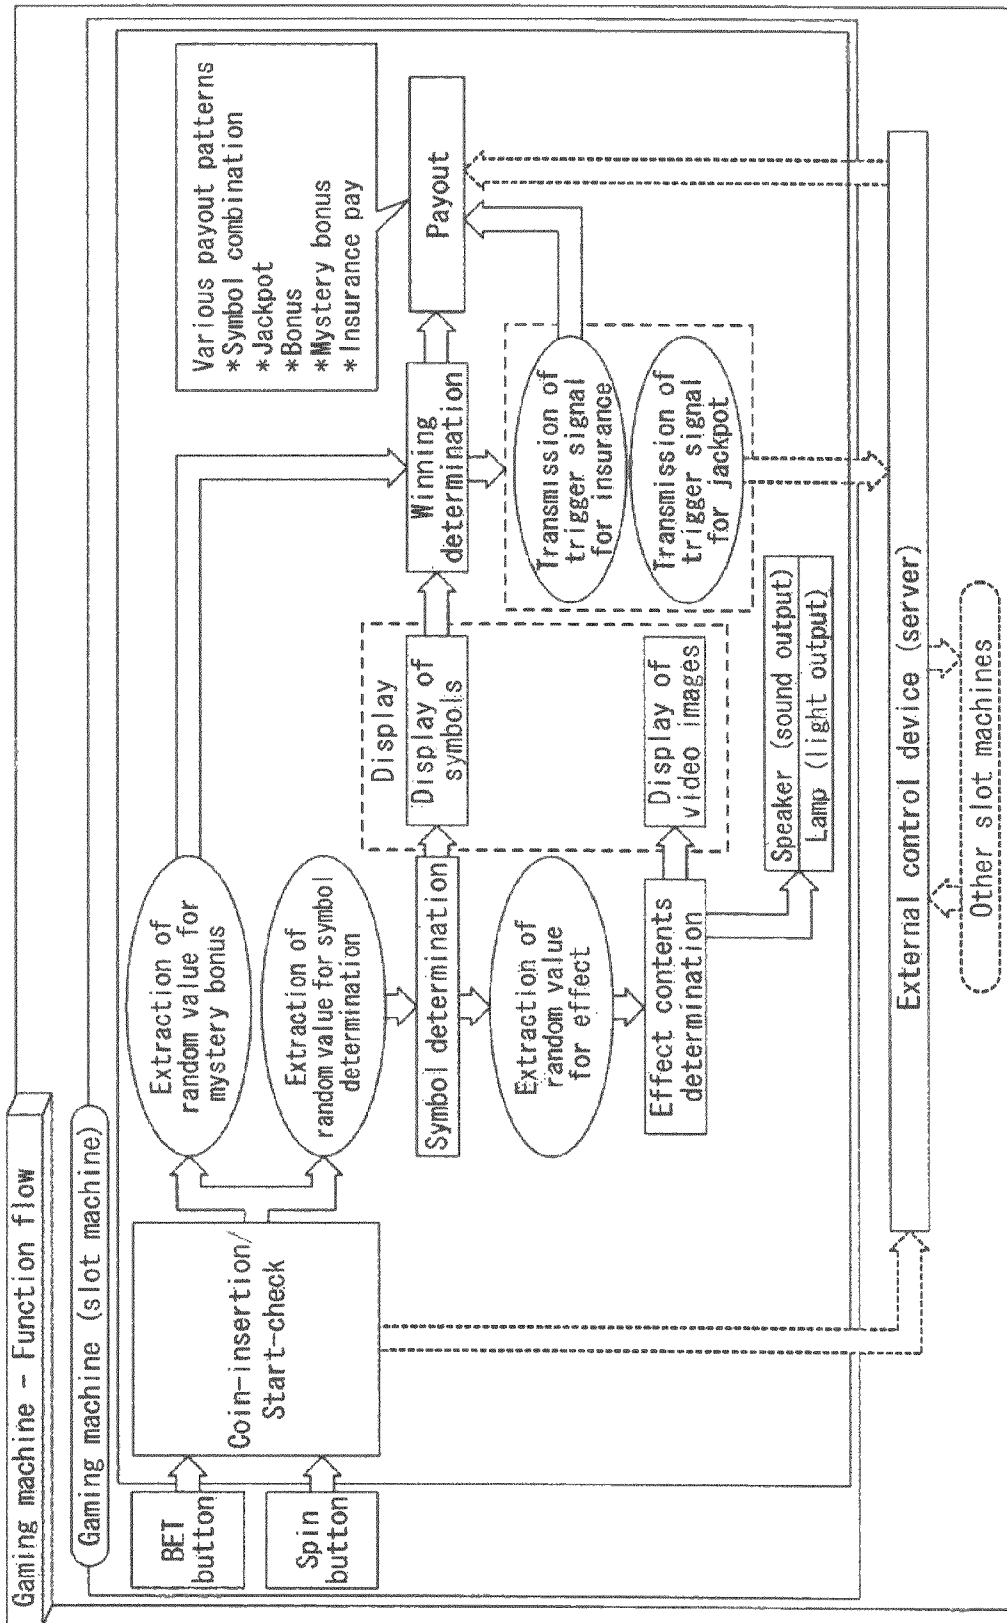 Gaming machine - Function flow
Gaming machine (slot machine)
BET
button
Spin
button
Coin-insertion/
Start-check
Extraction of
random value for
mystery bonus
Extraction of
random value for symbol
determination
Symbol determination
Extraction of
random value
for effect
Effect contents
determination
Display
Display of
symbols
Display of
video images
Speaker (sound output)
Lamp (light output)
Winning
determination
Transmission of
trigger signal
for insurance
Transmission of
trigger signal
for jackpot
Various payout patterns
*Symbol combination
*Jackpot
*Bonus
*Mystery bonus
*Insurance pay
Payout
External control device (server)
Other slot machines